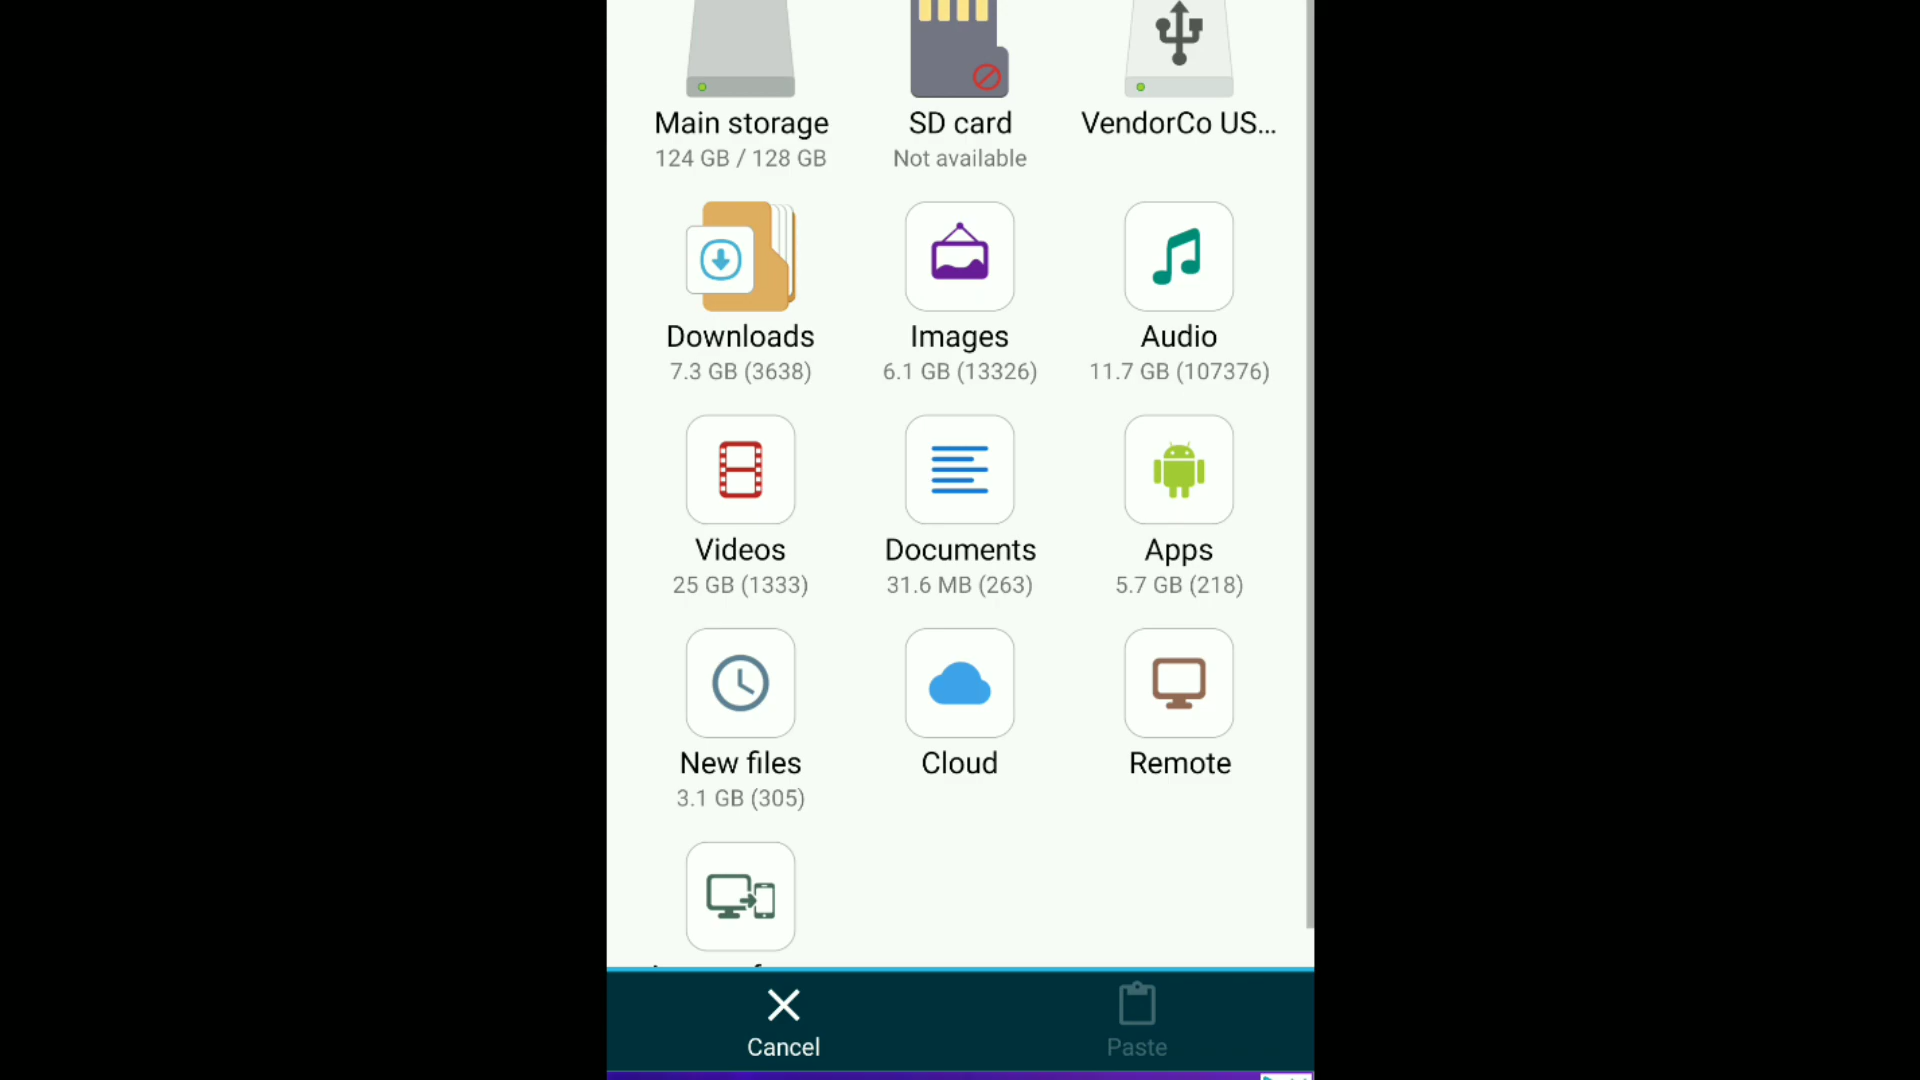 Main storage
SD card
VendorCo US...
124 GB / 128 GB
Not available
Downloads
Images
Audio
7.3 GB (3638)
6.1 GB (13326)
11.7 GB (107376)
Videos
Documents
Apps
25 GB (1333)
31.6 MB (263)
5.7 GB (218)
New files
Cloud
Remote
3.1 GB (305)
Cancel
Paste